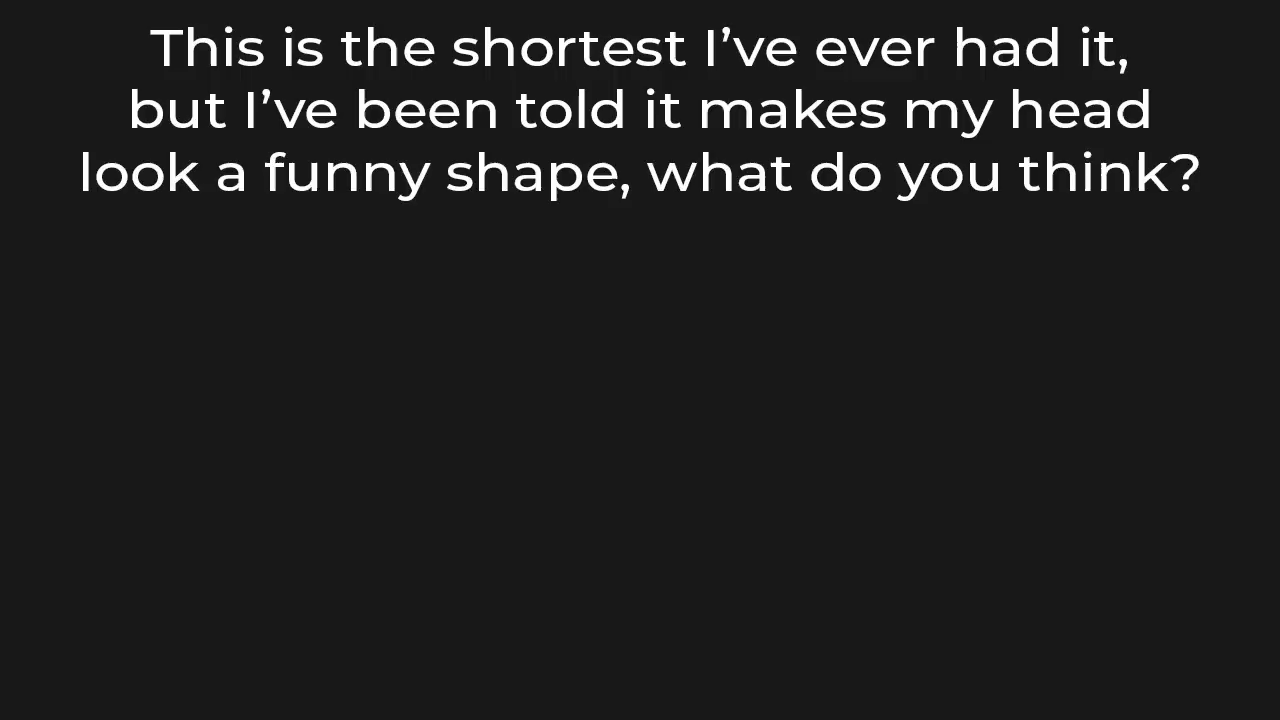 This is the shortest I’ve ever had it,
but I’ve been told it makes my head
look a funny shape, what do you think?